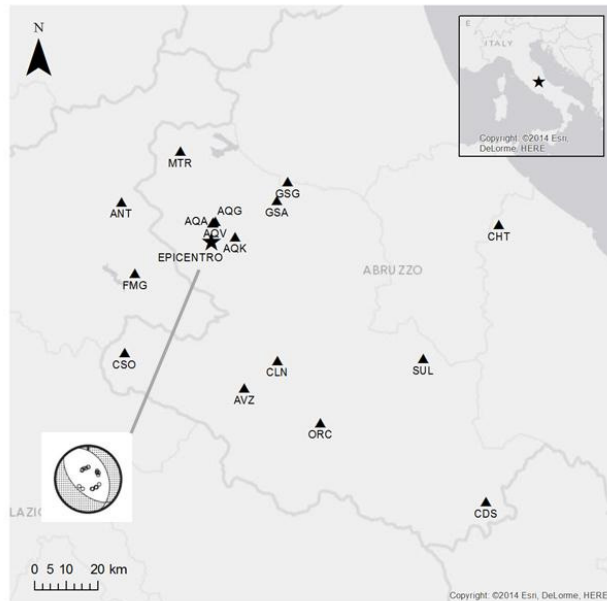 N
E
ITALY
Copyright: ©2014 Esri,
DeLorme, HERE
MTR
GSG
ANT
GSA
AQG
AQA
AQV
CHT
AQK
EPICENTRO
ABRUZZO
FMG
CSO
CLN
SUL
AVZ
ORC
LAZIO
CDS
0 5 10 20 km
Copyright: ©2014 Esri, DeLorme, HERE